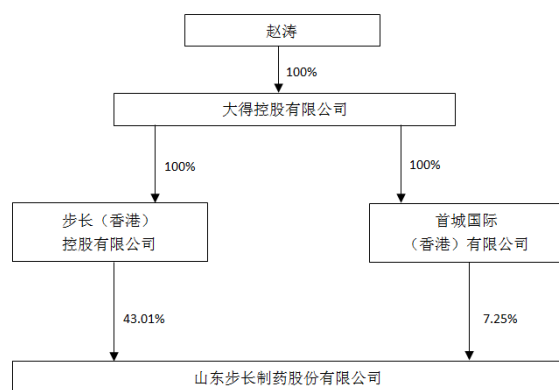 赵涛
100%
大得控股有限公司
100%
100%
步长（香港）
控股有限公司
首城国际
（香港）有限公司
43.01%
7.25%
山东步长制药股份有限公司